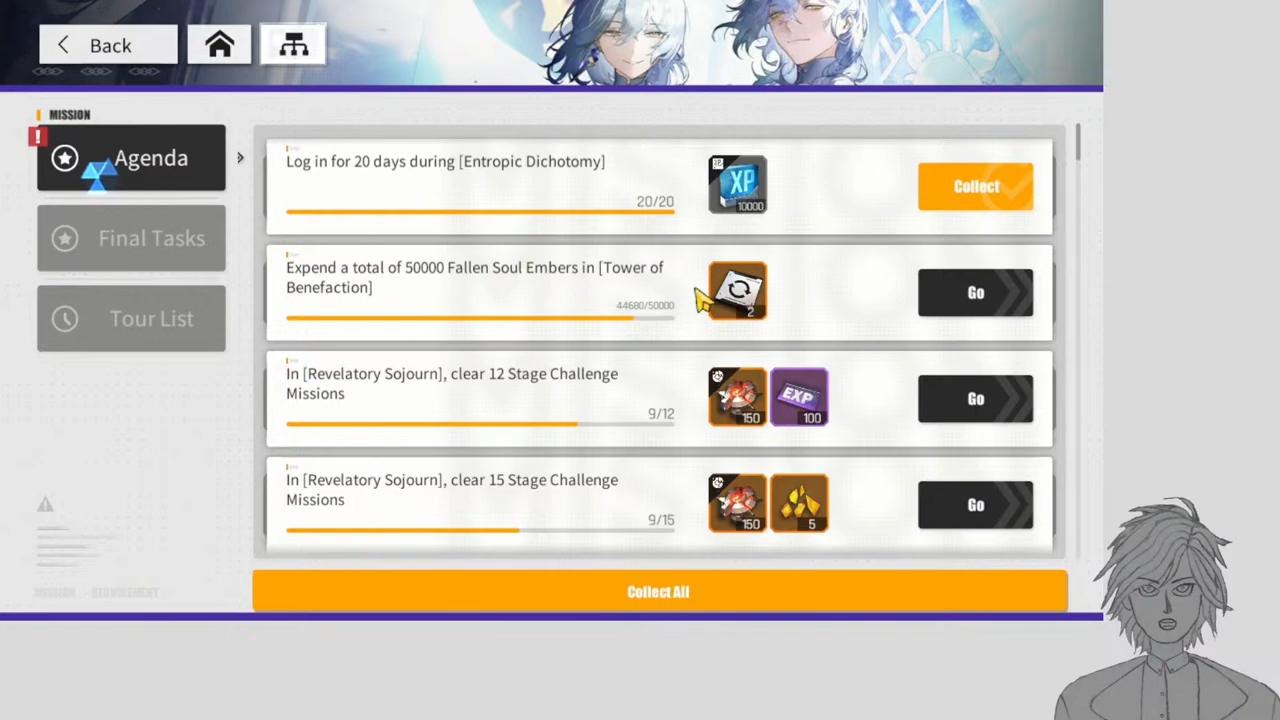 Back
MISSION
!
Agenda
Final Tasks
Tour List
Log in for 20 days during [Entropic Dichotomy]
20/20
XP
10000
Collect
Expend a total of 50000 Fallen Soul Embers in [Tower of
Benefaction]
44680/50000
2
Go
In [Revelatory Sojourn], clear 12 Stage Challenge
Missions
9/12
150
EXP
100
Go
In [Revelatory Sojourn], clear 15 Stage Challenge
Missions
9/15
150
5
Go
MISSION REQUIREMENT
Collect All